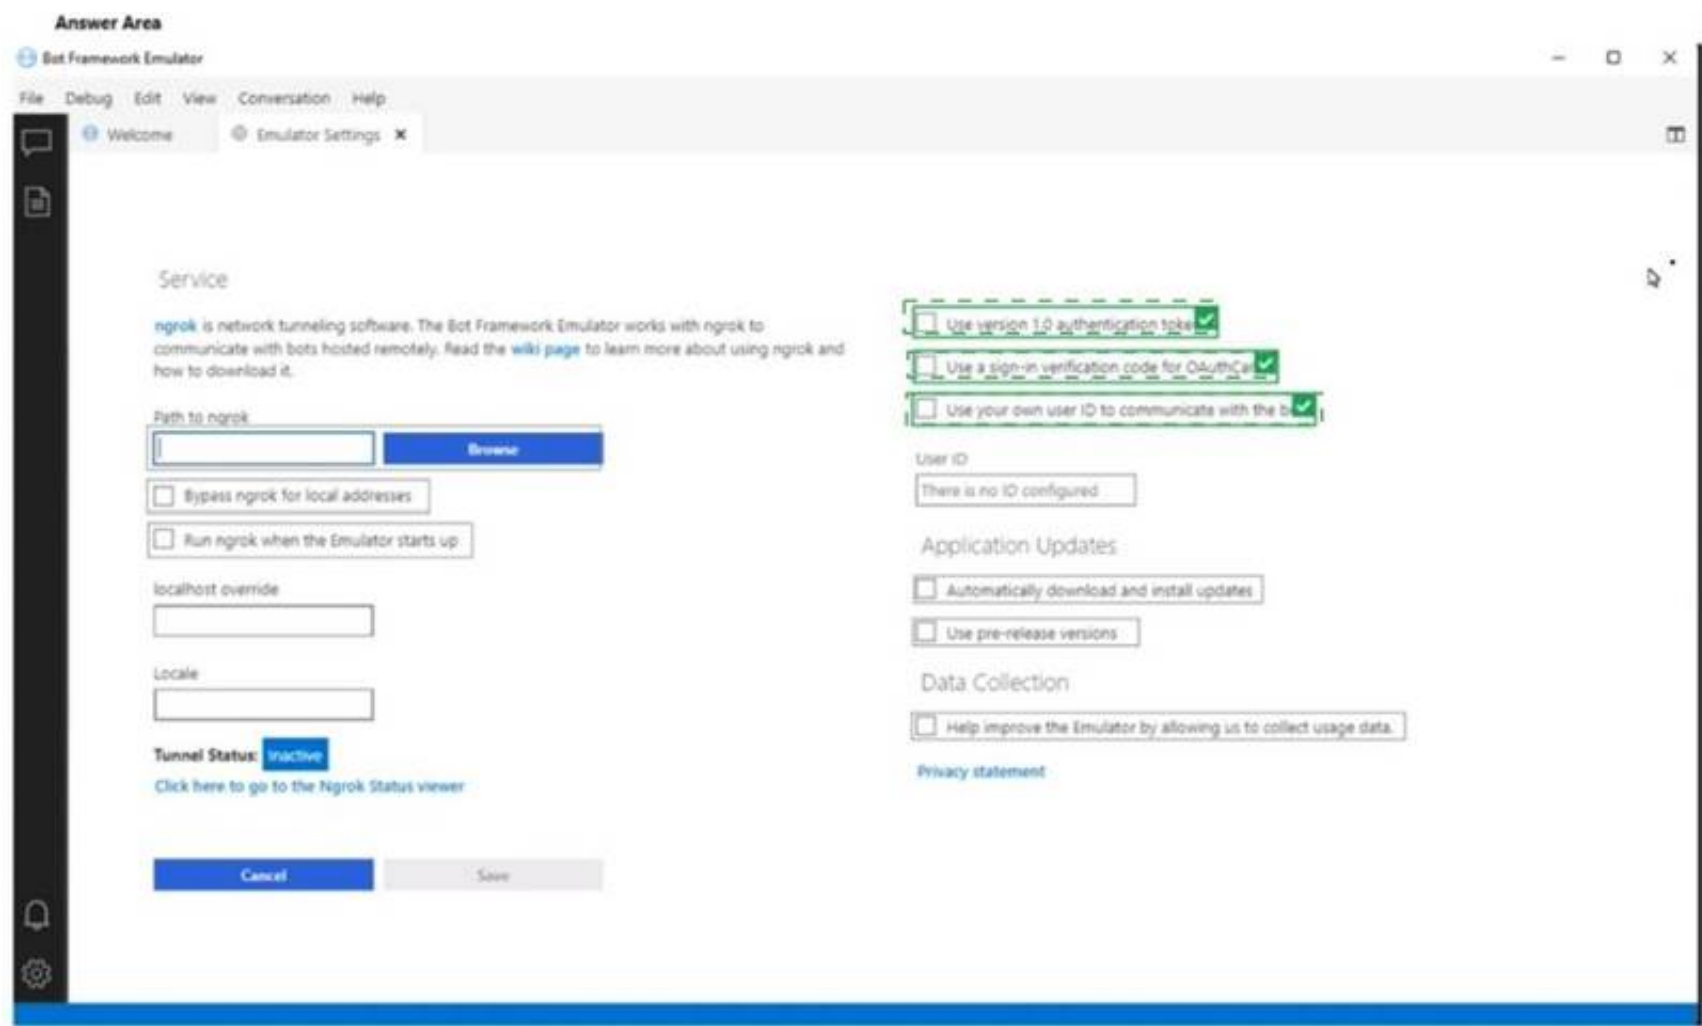 Answer Area
Bot Framework Emulator
File Debug Edit View Conversation Help
Welcome Emulator Settings
Service
ngrok is network tunneling software. The Bot Framework Emulator works with ngrok to
communicate with bots hosted remotely. Read the wiki page to learn more about using ngrok and
how to download it.
Path to ngrok
Browse
Bypass ngrok for local addresses
Run ngrok when the Emulator starts up
localhost override
Locale
Tunnel Status: Inactive
Click here to go to the Ngrok Status viewer
Cancel Save
Use version 1.0 authentication toke
Use a sign-in verification code for OAuthCa
Use your own user ID to communicate with the b
User ID
There is no ID configured
Application Updates
Automatically download and install updates
Use pre-release versions
Data Collection
Help improve the Emulator by allowing us to collect usage data.
Privacy statement